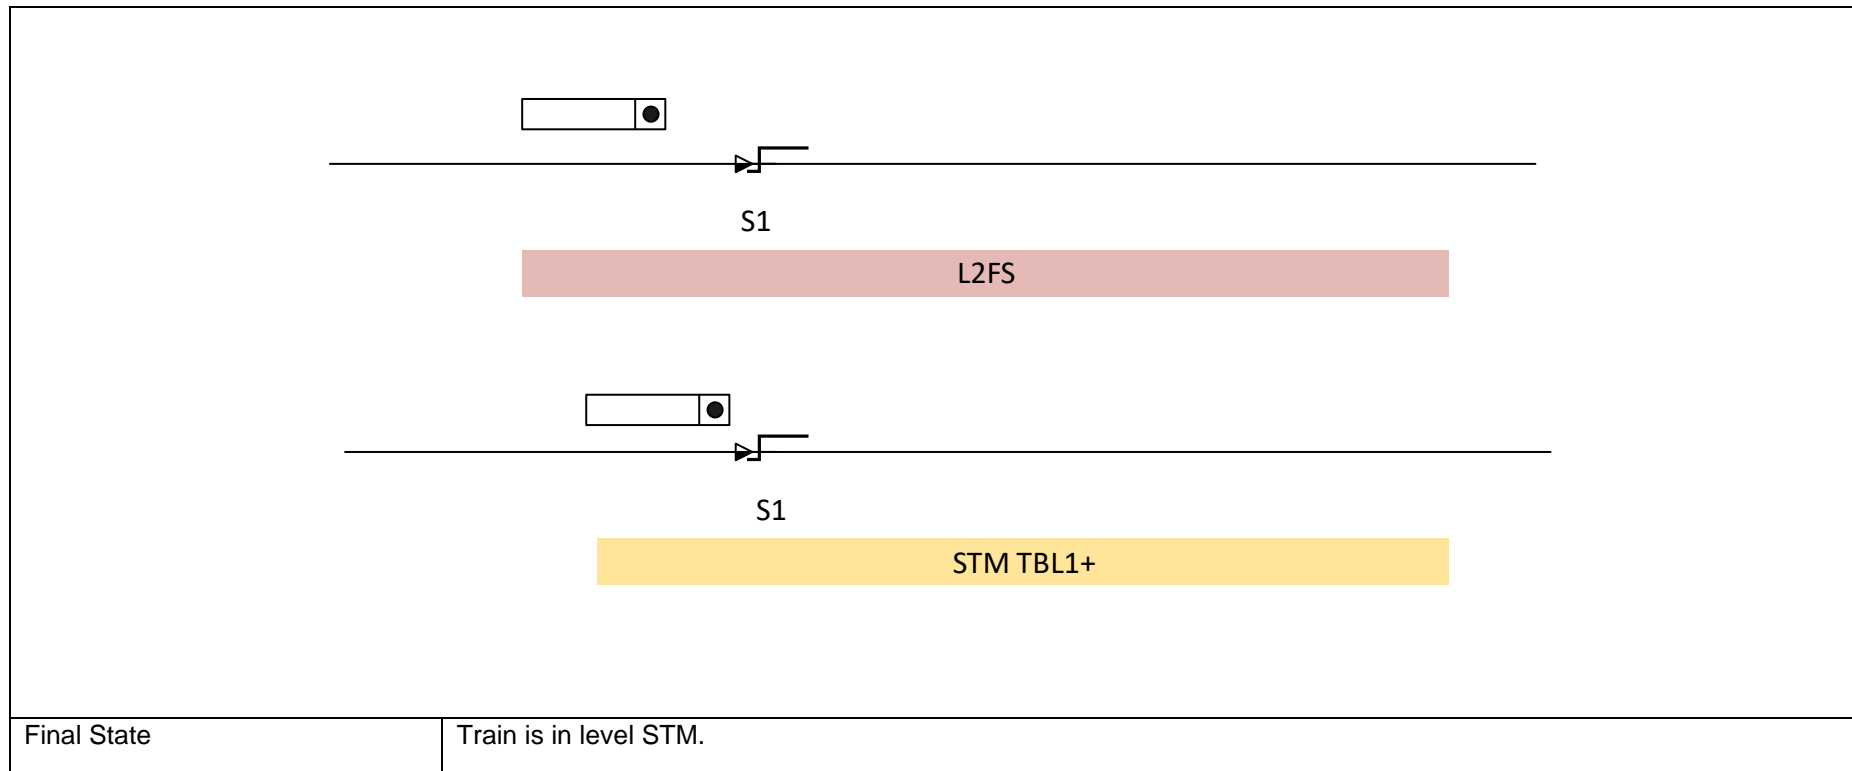 S1
L2FS
S1
STM TBL1+
Final State
Train is in level STM.